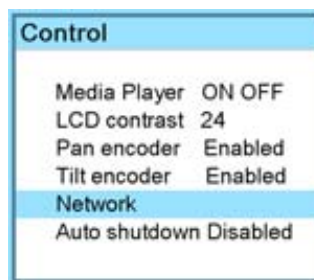 Control
Media Player ON OFF
LCD contrast 24
Pan encoder Enabled
Tilt encoder Enabled
Network
Auto shutdown Disabled